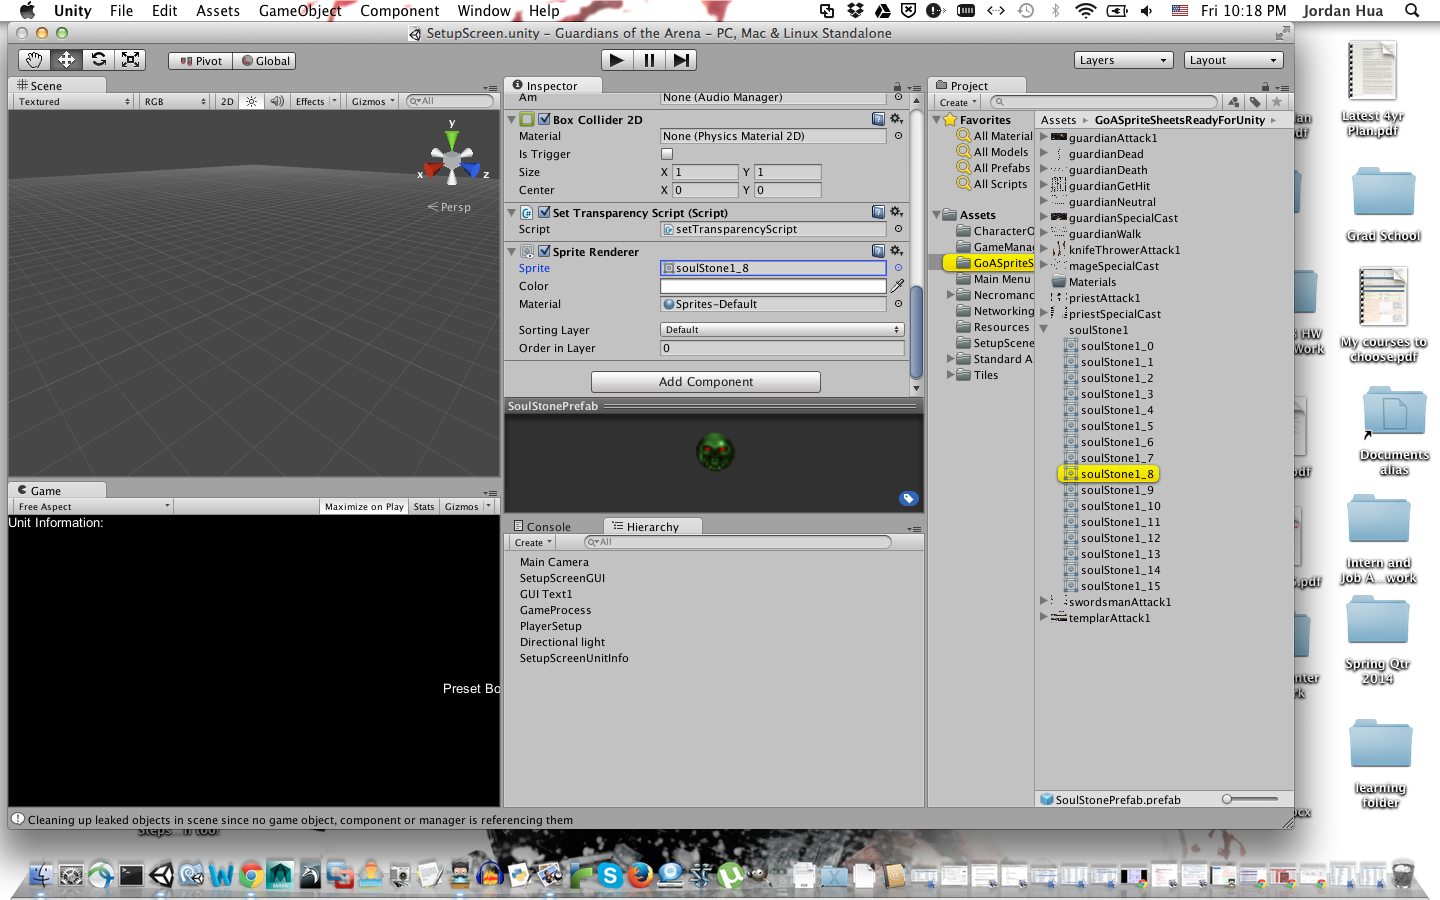 Unity File Edit Assets GameObject Component Window Help
Fri 10:18 PM Jordan Hua
SetupScreen.unity – Guardians of the Arena – PC, Mac & Linux Standalone
Pivot Global
Layers Layout
Scene
Textured RGB 2D Effects Gizmos All
y
x z
Persp
Game
Free Aspect Maximize on Play Stats Gizmos
Unit Information:
Preset Bo
Inspector
Am None (Audio Manager)
Box Collider 2D
Material None (Physics Material 2D)
Is Trigger
Size X 1 Y 1
Center X 0 Y 0
Set Transparency Script (Script)
Script setTransparencyScript
Sprite Renderer
Sprite soulStone1_8
Color
Material Sprites-Default
Sorting Layer Default
Order in Layer 0
Add Component
SoulStonePrefab
Console Hierarchy
Create All
Main Camera
SetupScreenGUI
GUI Text1
GameProcess
PlayerSetup
Directional light
SetupScreenUnitInfo
Project
Create
Favorites
All Material
All Models
All Prefabs
All Scripts
Assets
CharacterO
GameManag
GoASpriteS
Main Menu
Necromanc
Networking
Resources
SetupScene
Standard A
Tiles
Assets GoASpriteSheetsReadyForUnity
guardianAttack1
guardianDead
guardianDeath
guardianGetHit
guardianNeutral
guardianSpecialCast
guardianWalk
knifeThrowerAttack1
mageSpecialCast
Materials
priestAttack1
priestSpecialCast
soulStone1
soulStone1_0
soulStone1_1
soulStone1_2
soulStone1_3
soulStone1_4
soulStone1_5
soulStone1_6
soulStone1_7
soulStone1_8
soulStone1_9
soulStone1_10
soulStone1_11
soulStone1_12
soulStone1_13
soulStone1_14
soulStone1_15
swordsmanAttack1
templarAttack1
SoulStonePrefab.prefab
Cleaning up leaked objects in scene since no game object, component or manager is referencing them
Latest 4yr
Plan.pdf
Grad School
My courses to
choose.pdf
Documents
alias
Intern and
Job A...work
Spring Qtr
2014
learning
folder